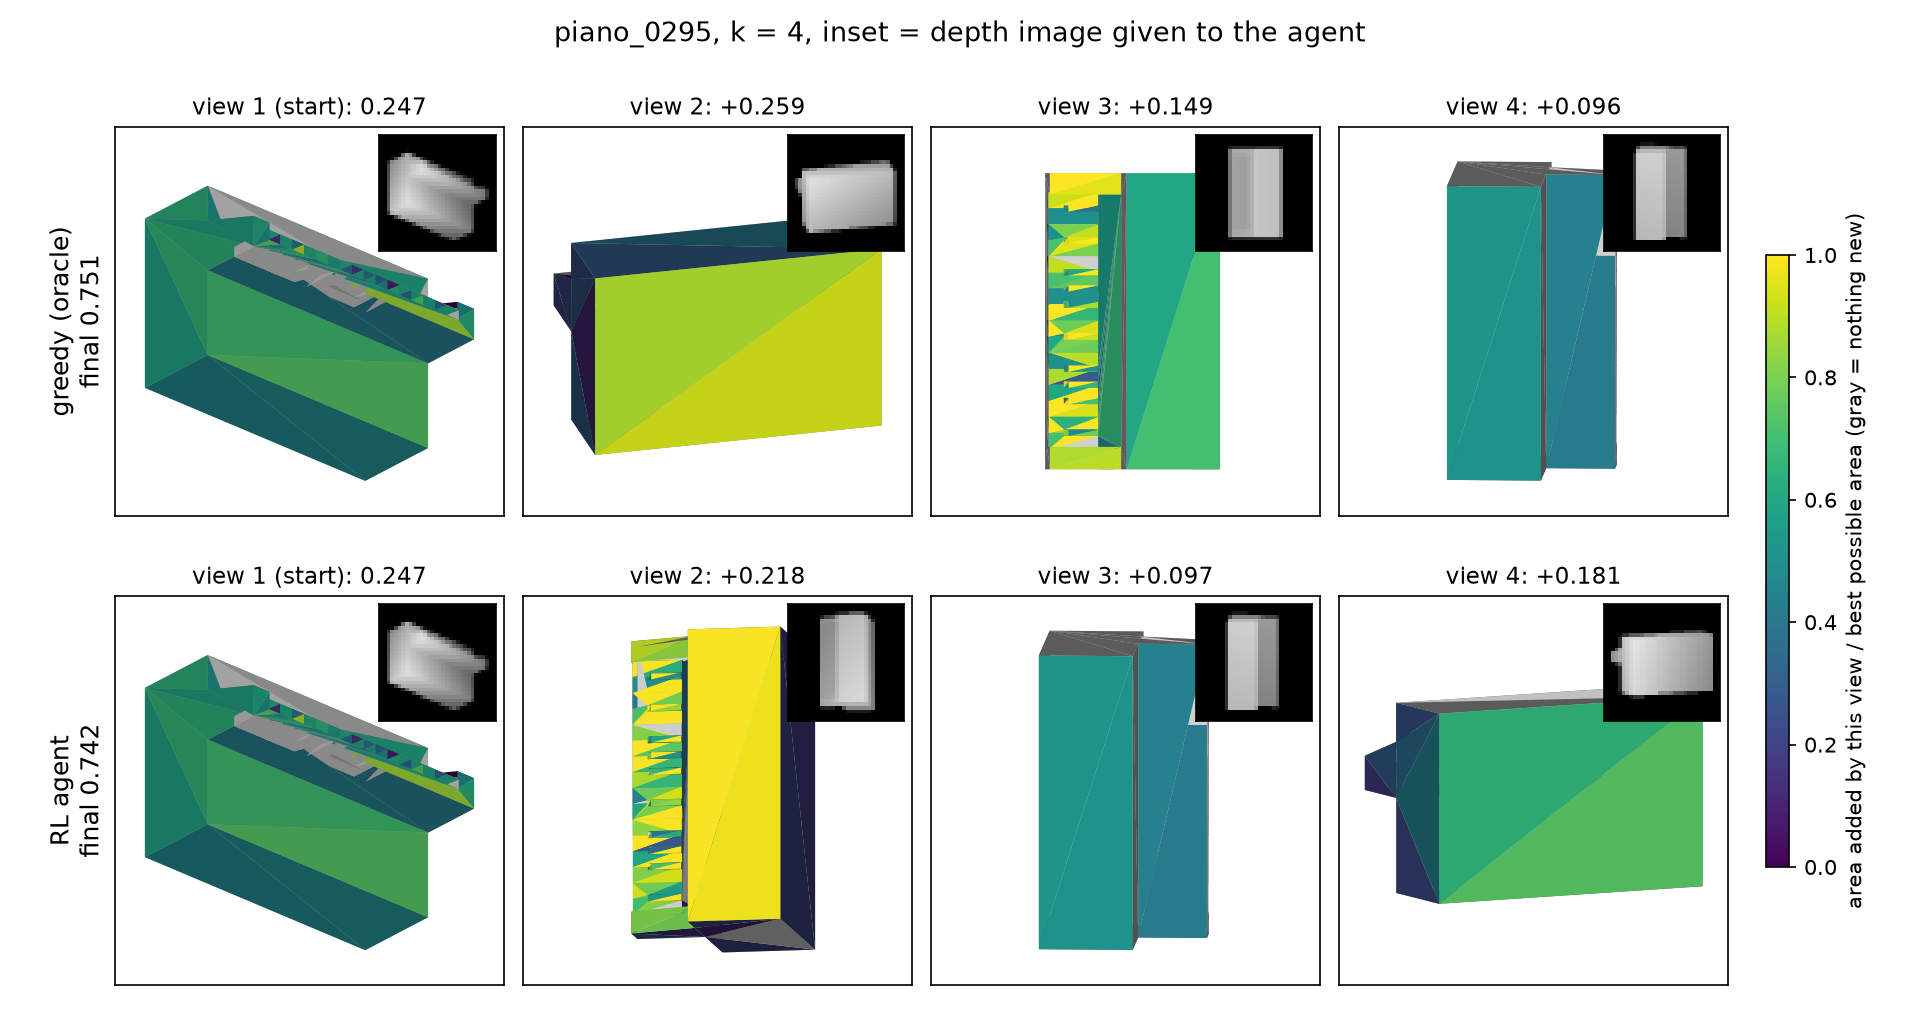 piano_0295, k = 4, inset = depth image given to the agent
view 1 (start): 0.247
view 2: +0.259
view 3: +0.149
view 4: +0.096
greedy (oracle)
final 0.751
view 1 (start): 0.247
view 2: +0.218
view 3: +0.097
view 4: +0.181
RL agent
final 0.742
1.0
0.8
0.6
0.4
0.2
0.0
area added by this view / best possible area (gray = nothing new)